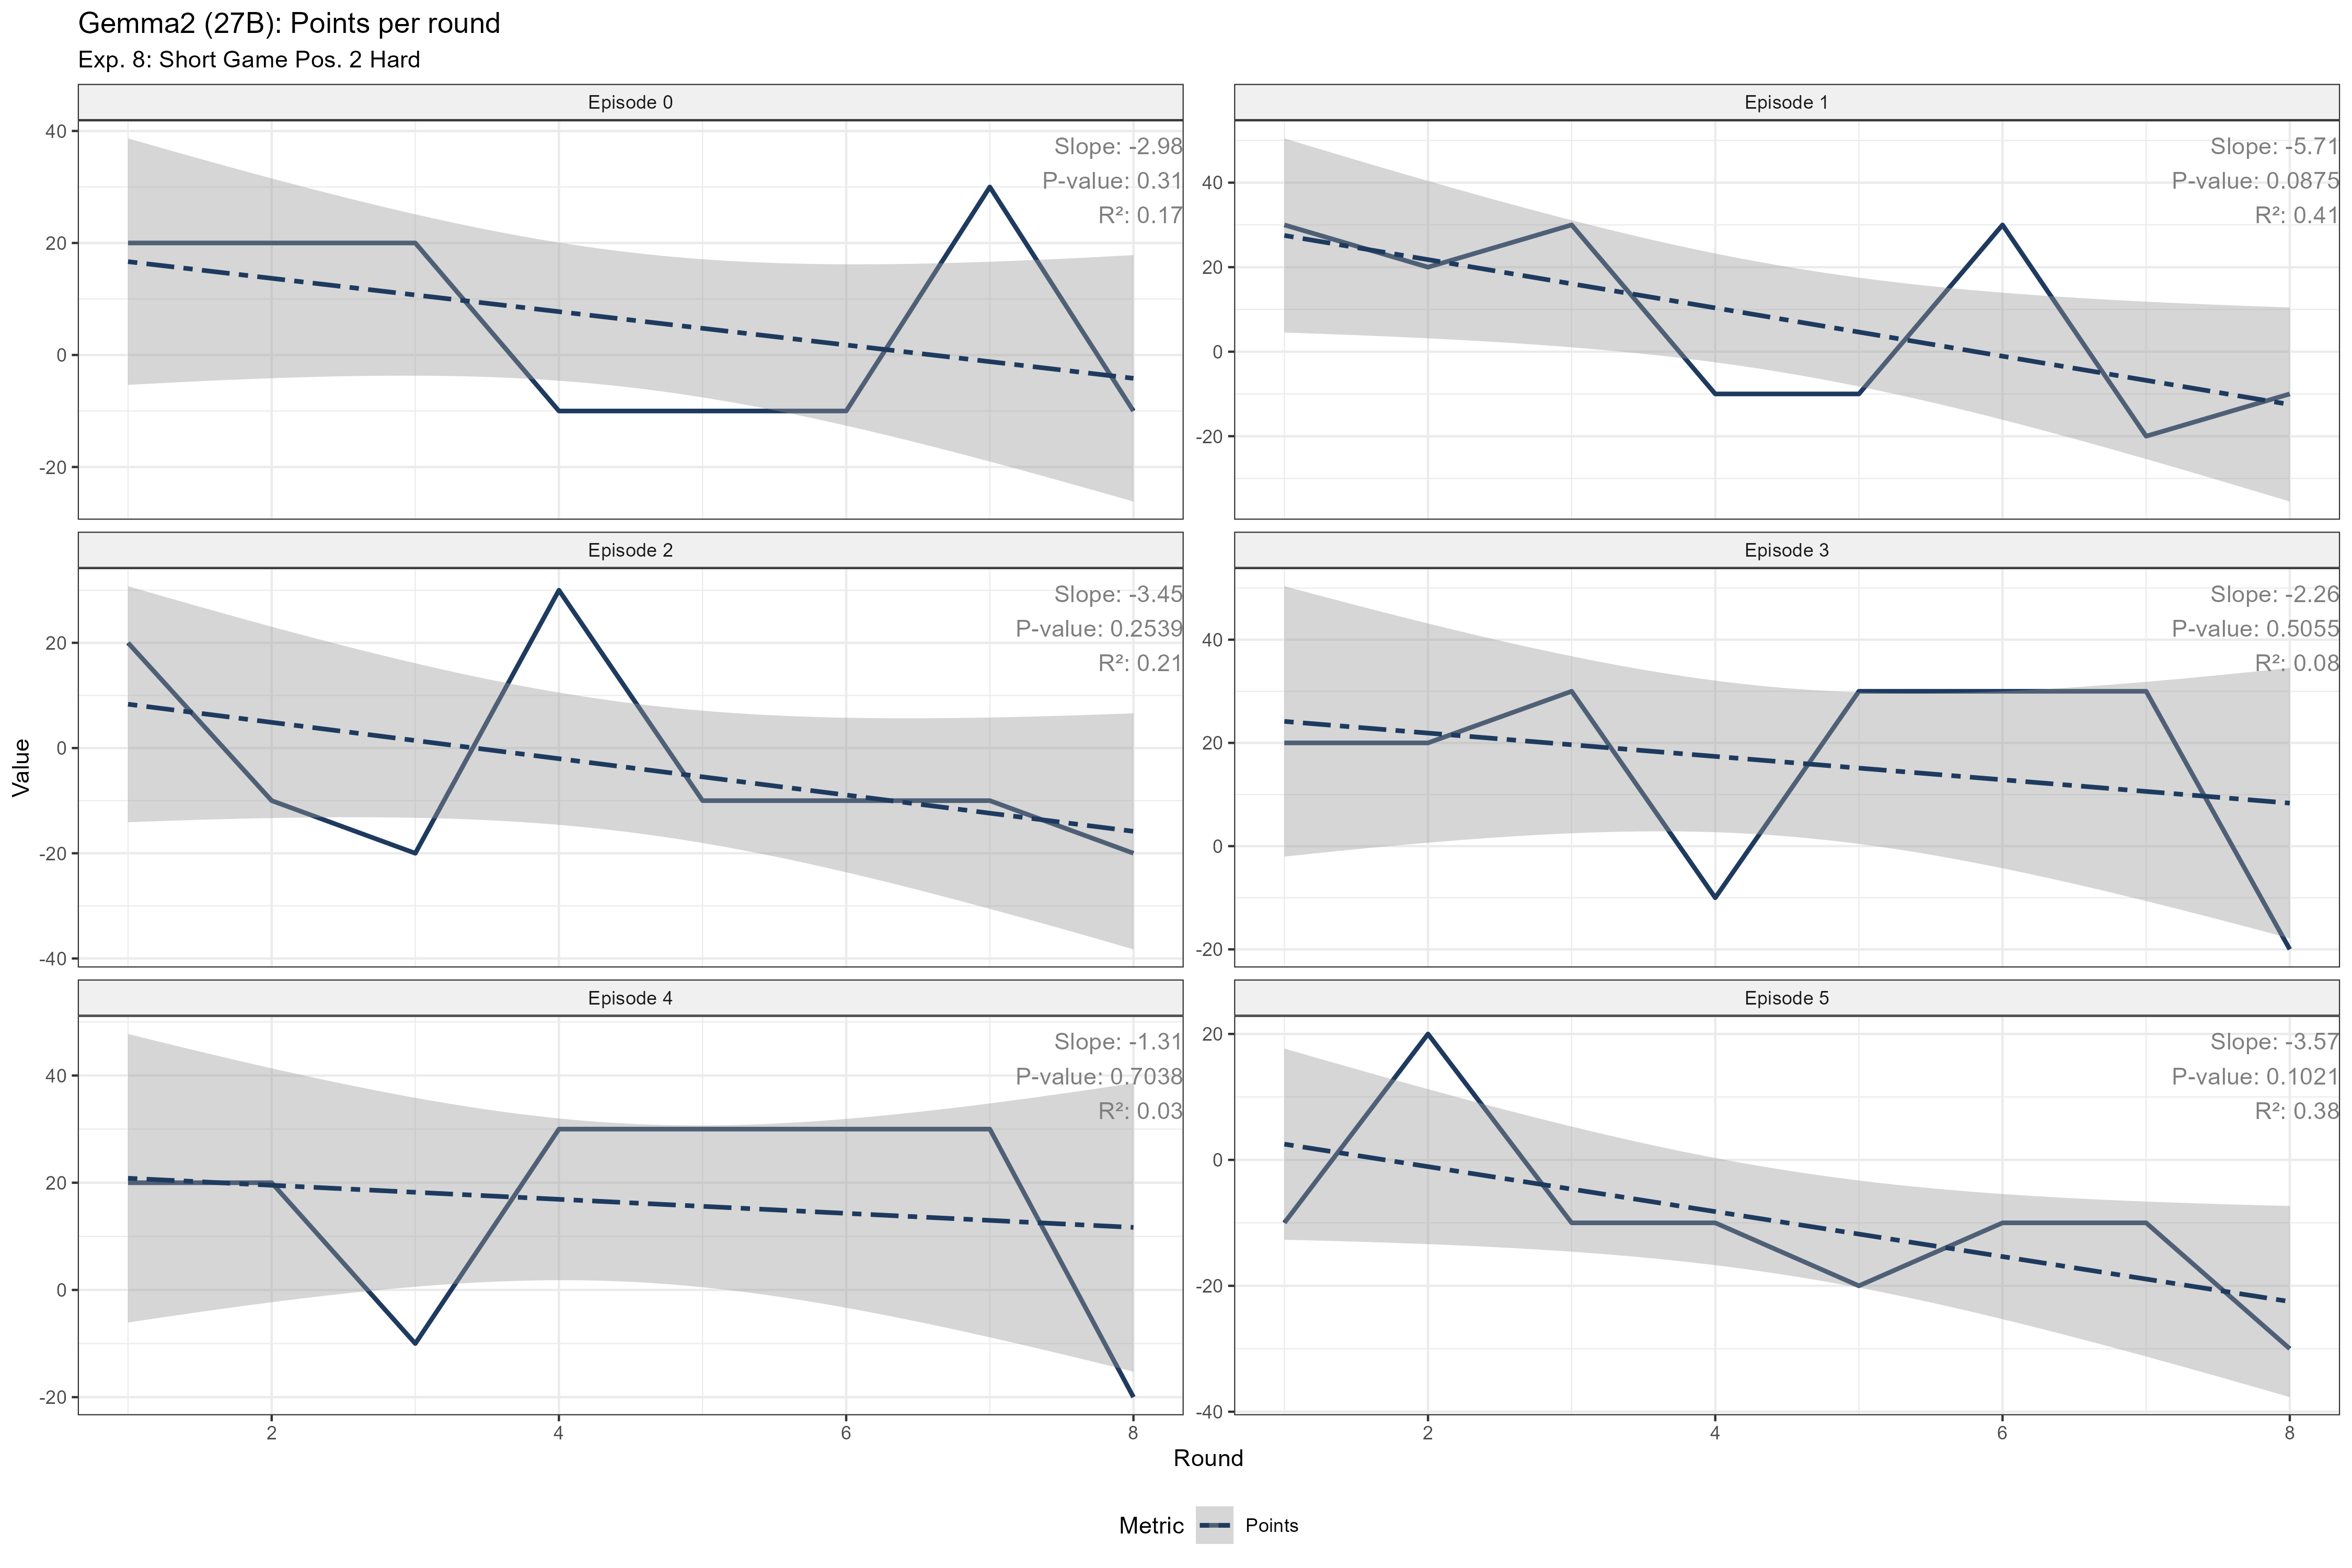 Gemma2 (27B): Points per round
Exp. 8: Short Game Pos. 2 Hard
Episode 0
40
20
0
-20
Slope: -2.98
P-value: 0.31
R²: 0.17
Episode 1
40
20
0
-20
Slope: -5.71
P-value: 0.0875
R²: 0.41
Episode 2
20
0
-20
-40
Slope: -3.45
P-value: 0.2539
R²: 0.21
Episode 3
40
20
0
-20
Slope: -2.26
P-value: 0.5055
R²: 0.08
Episode 4
40
20
0
-20
Slope: -1.31
P-value: 0.7038
R²: 0.03
2 4 6 8
Episode 5
20
0
-20
-40
Slope: -3.57
P-value: 0.1021
R²: 0.38
2 4 6 8
Value
Round
Metric Points